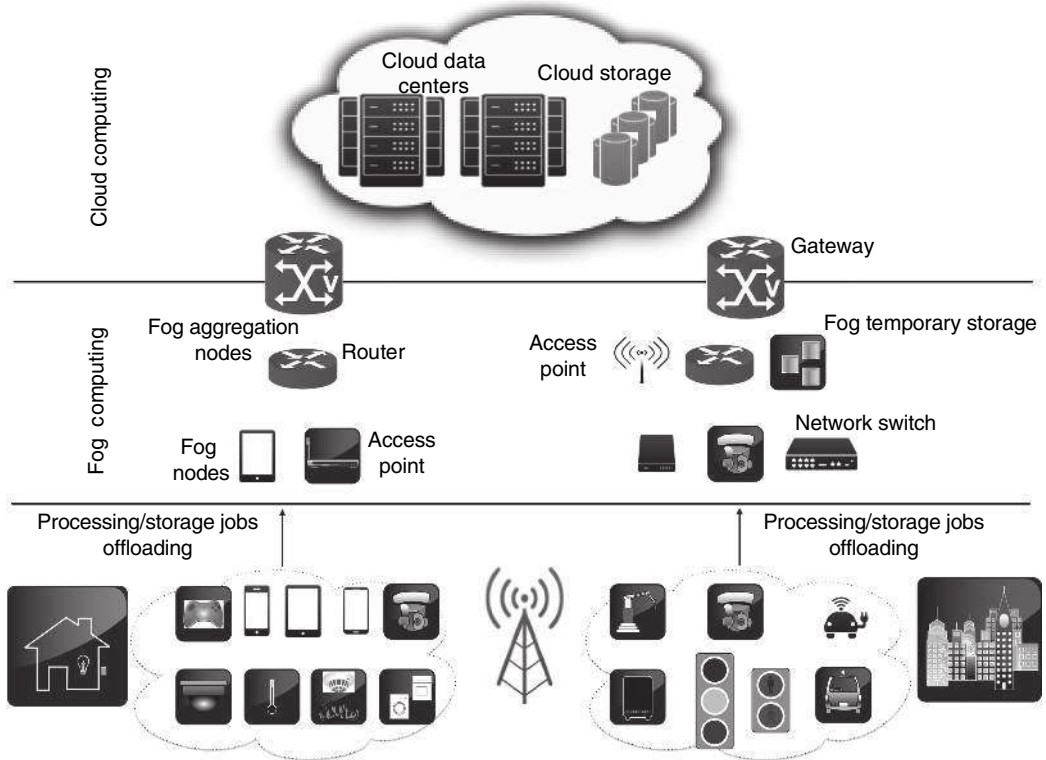 Cloud computing
Cloud data
centers
Cloud storage
Gateway
V
V
Fog computing
Fog aggregation
nodes
Router
Access
point
Fog temporary storage
Fog
nodes
Access
point
Network switch
Processing/storage jobs
offloading
Processing/storage jobs
offloading